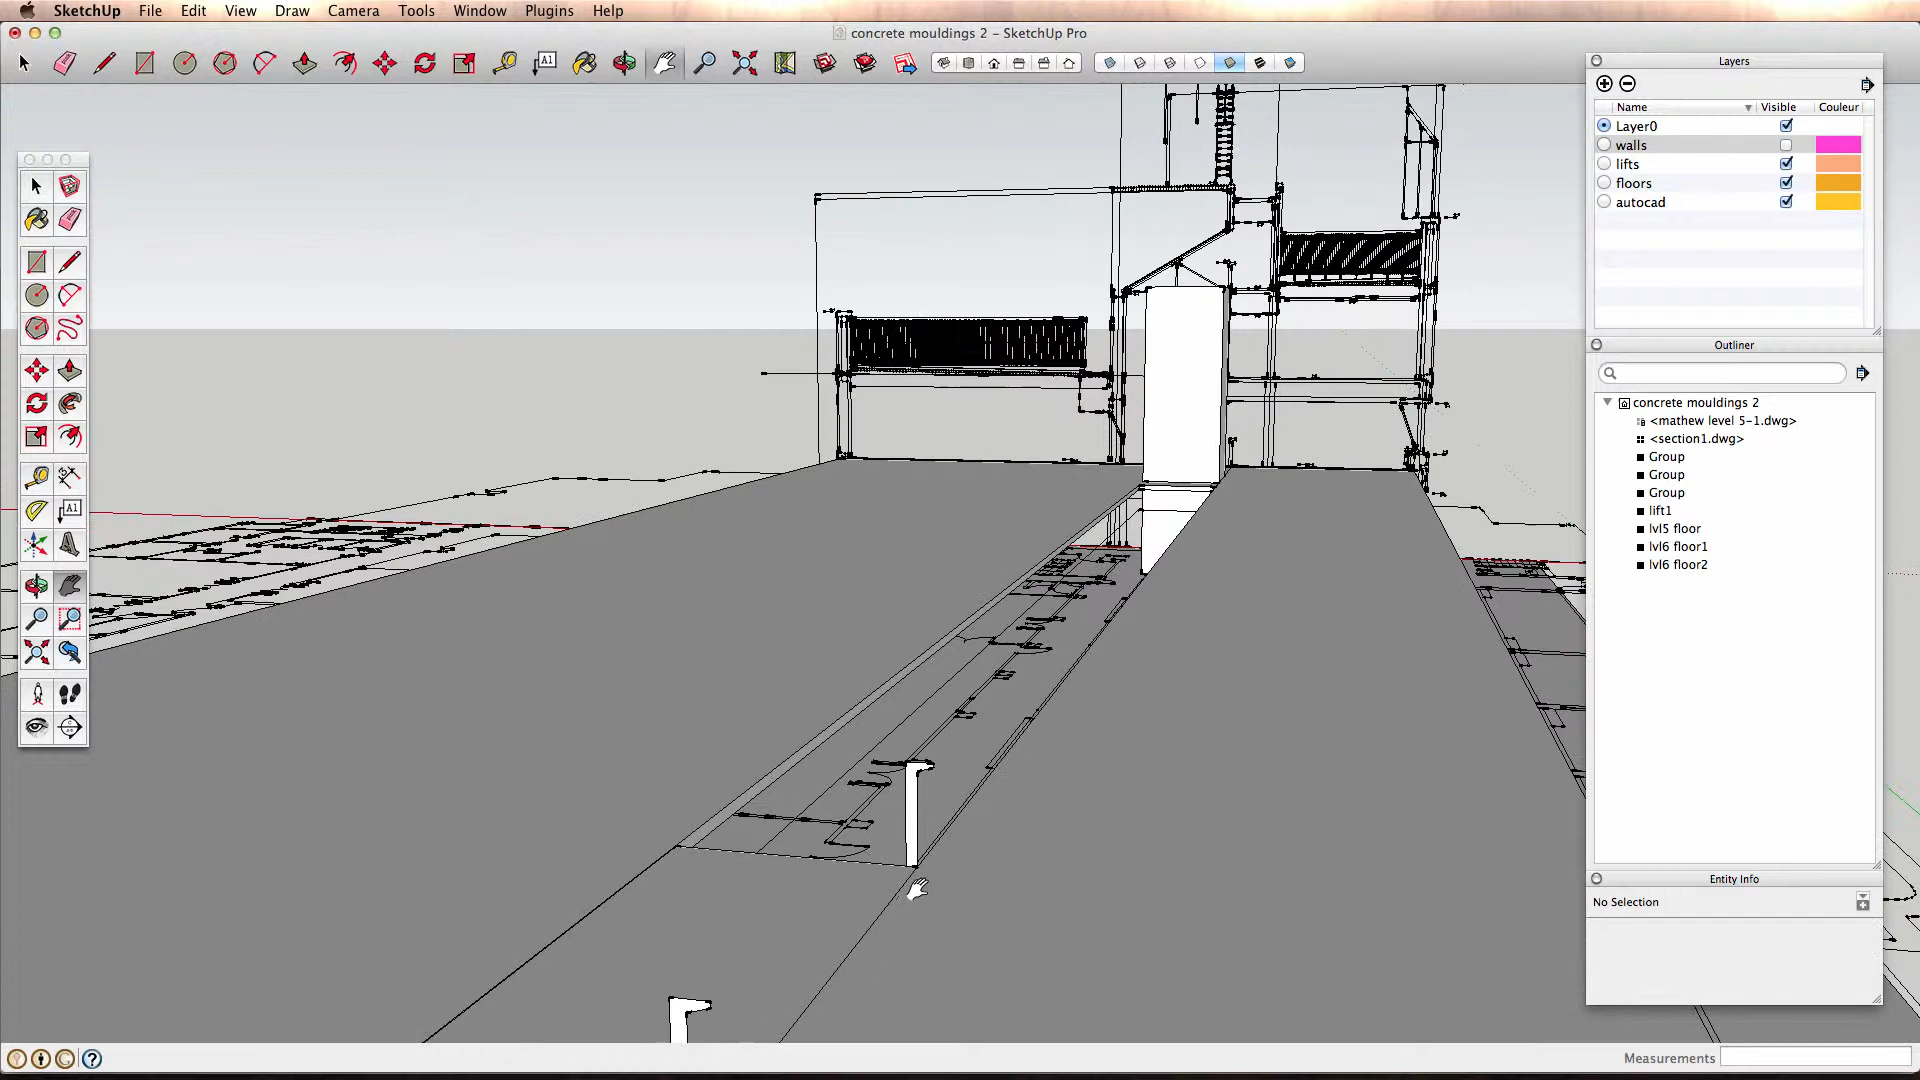 SketchUp File Edit View Draw Camera Tools Window Plugins Help
concrete mouldings 2 – SketchUp Pro
A1
Layers
Name Visible Couleur
Layer0
walls
lifts
floors
autocad
A1
Outliner
concrete mouldings 2
<mathew level 5-1.dwg>
<section1.dwg>
Group
Group
Group
lift1
lvl5 floor
lvl6 floor1
lvl6 floor2
Entity Info
No Selection
Measurements